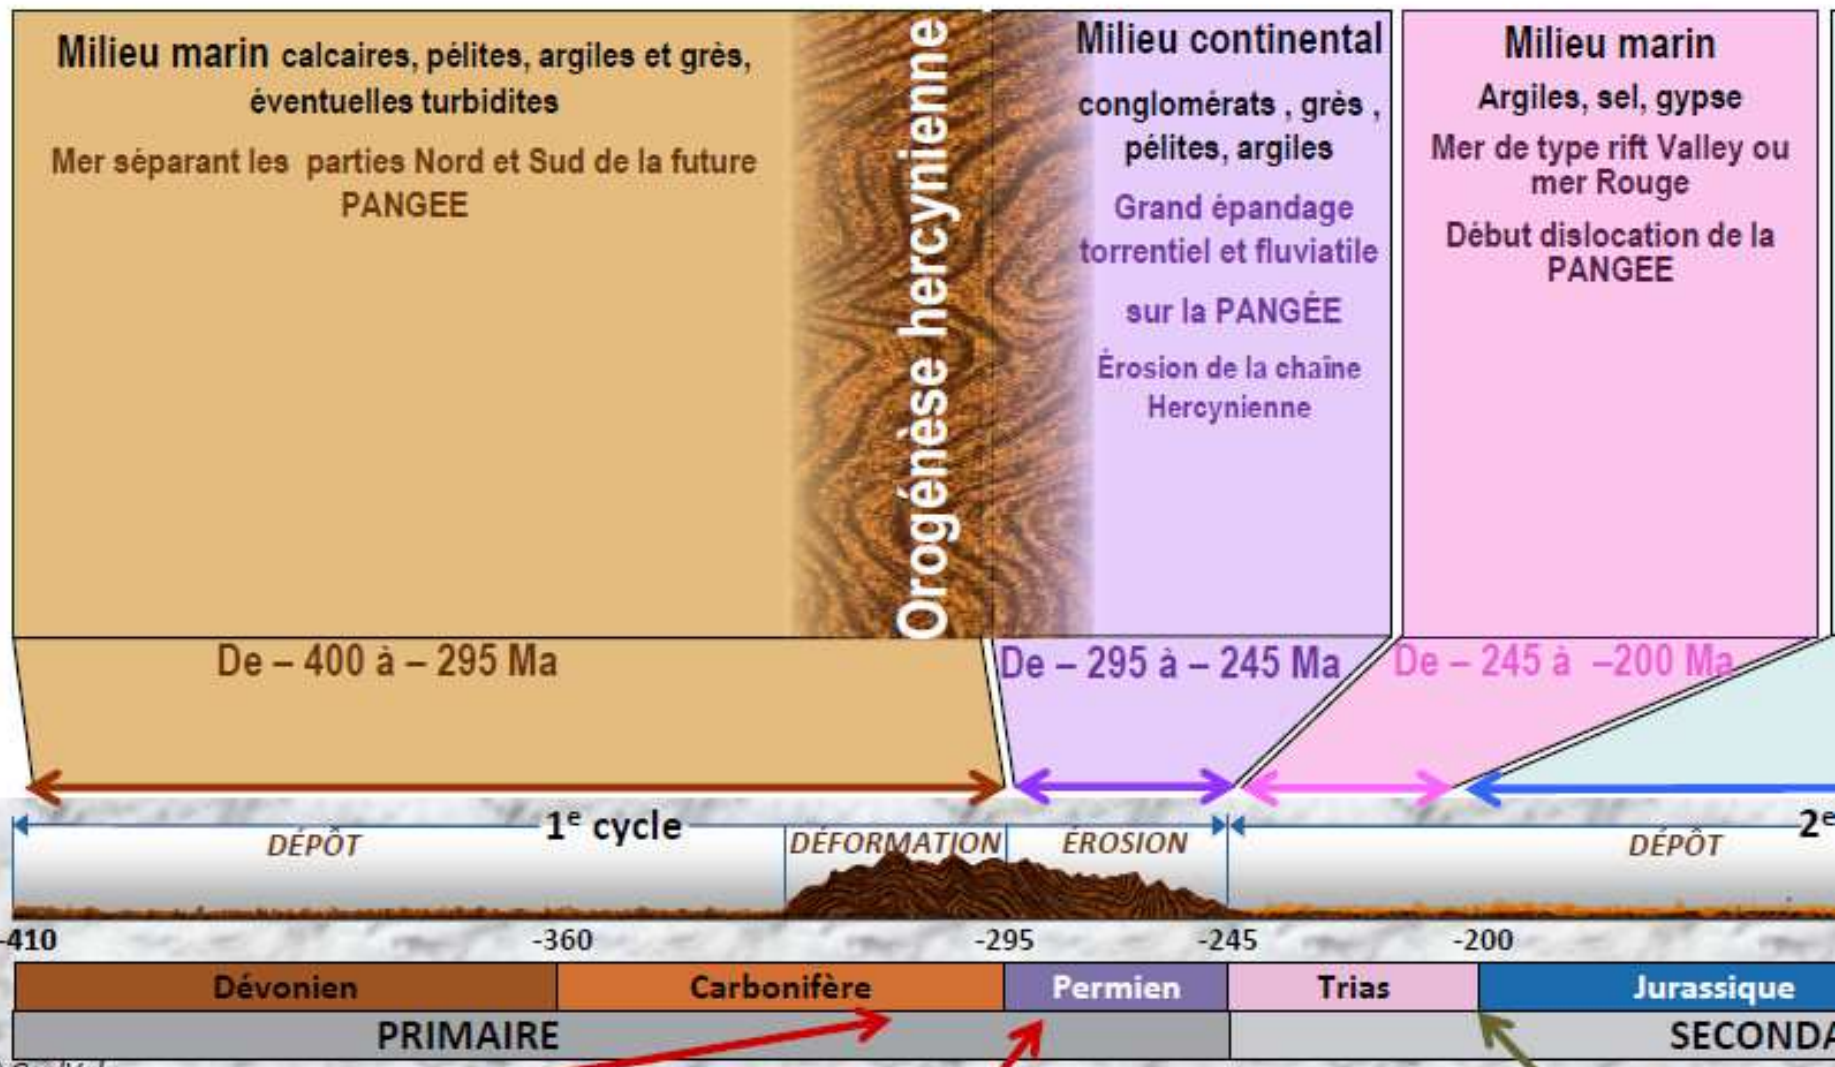 Milieu marin calcaires, pélites, argiles et grès,
éventuelles turbidites
Mer séparant les parties Nord et Sud de la future
PANGEE
Orogénèse hercynienne
Milieu continental
conglomérats , grès ,
pélites, argiles
Grand épandage
torrentiel et fluviatile
sur la PANGÉE
Érosion de la chaîne
Hercynienne
Milieu marin
Argiles, sel, gypse
Mer de type rift Valley ou
mer Rouge
Début dislocation de la
PANGEE
De – 400 à – 295 Ma
De – 295 à – 245 Ma
De – 245 à –200 Ma
1e cycle
2e
DÉPÔT
DÉFORMATION
ÉROSION
DÉPÔT
-410
-360
-295
-245
-200
Dévonien
Carbonifère
Permien
Trias
Jurassique
PRIMAIRE
SECONDA